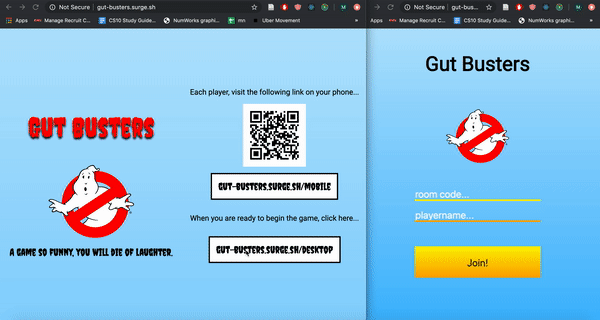 Not Secure | gut-busters.surge.sh
Apps
Manage Recruit C...
CS10 Study Guide...
NumWorks graphi...
mn
Uber Movement
M
Each player, visit the following link on your phone...
GUT BUSTERS
GUT-BUSTERS.SURGE.SH/MOBILE
When you are ready to begin the game, click here...
A GAME SO FUNNY, YOU WILL DIE OF LAUGHTER.
GUT-BUSTERS.SURGE.SH/DESKTOP
Not Secure | gut-bus...
Apps
Manage Recruit C...
CS10 Study Guide...
NumWorks graphi...
M
Gut Busters
room code...
playername...
Join!